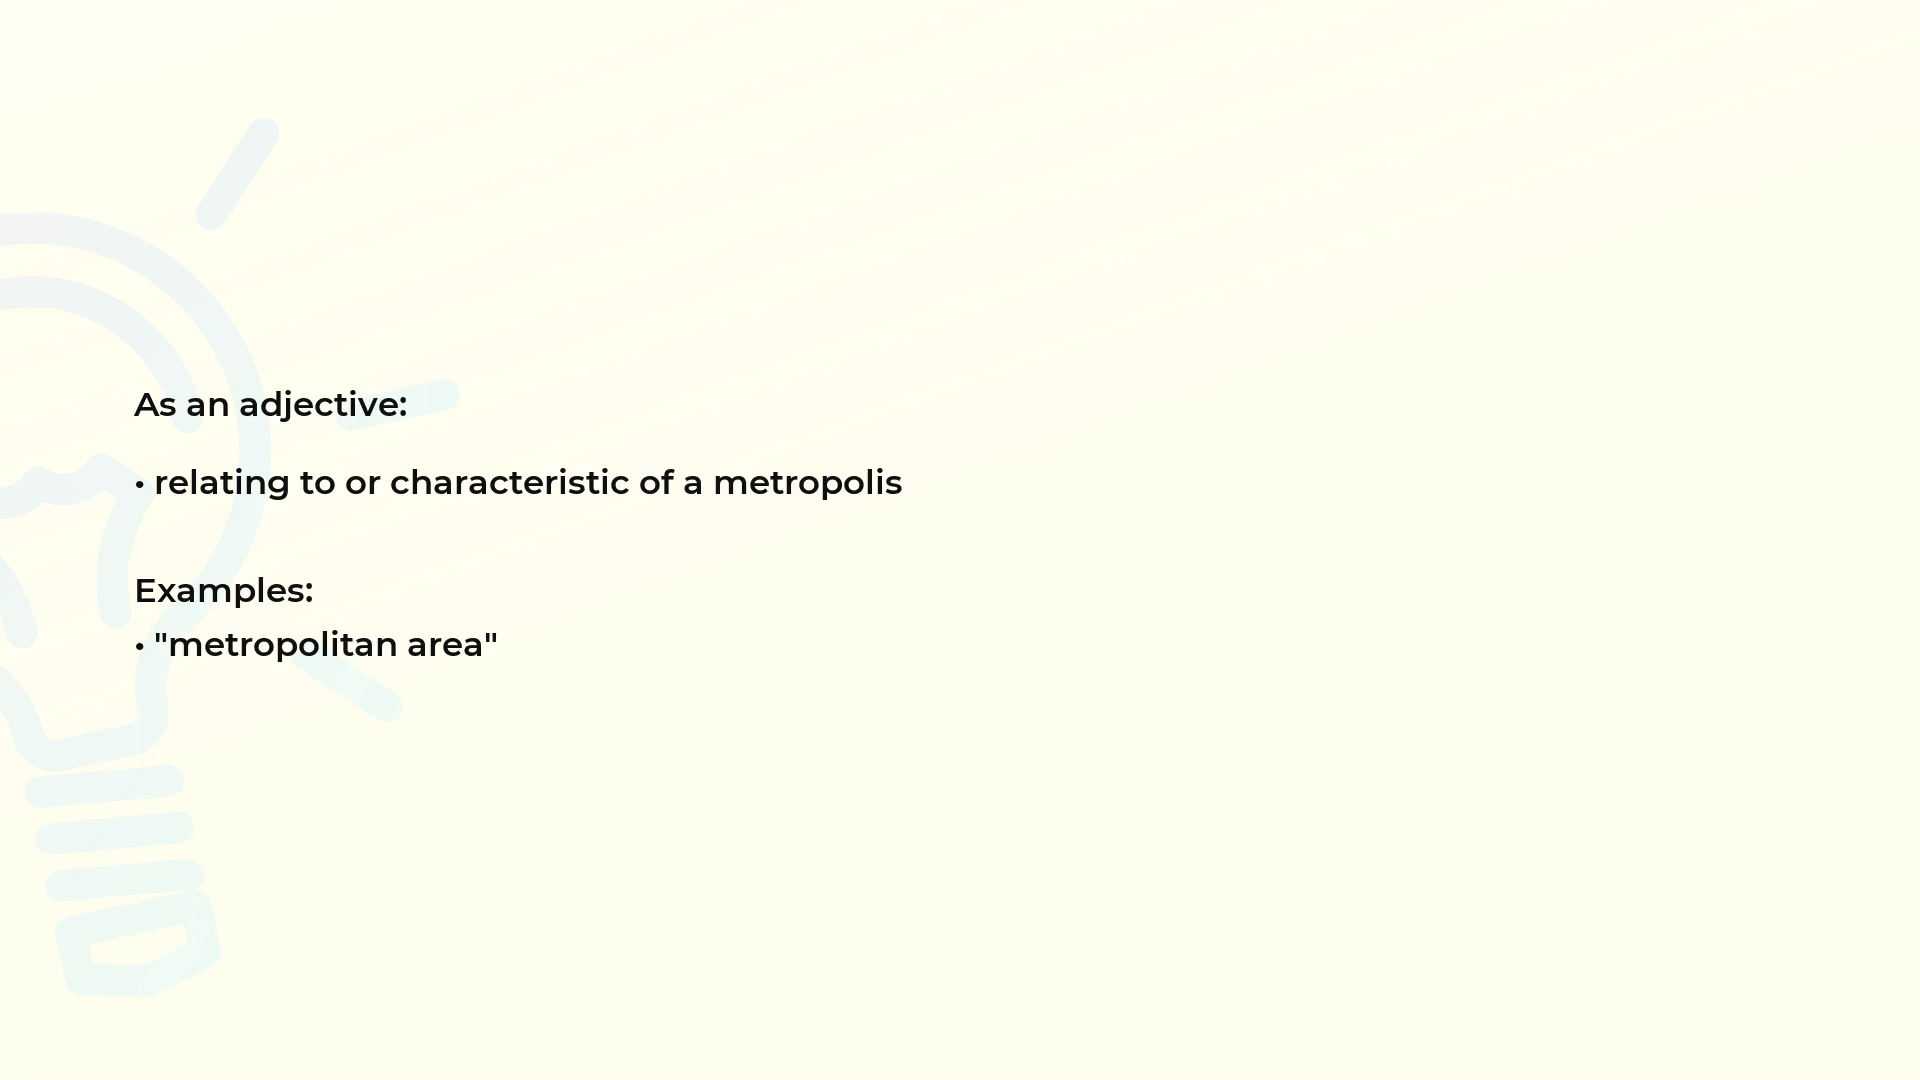 As an adjective:
• relating to or characteristic of a metropolis
Examples:
• "metropolitan area"